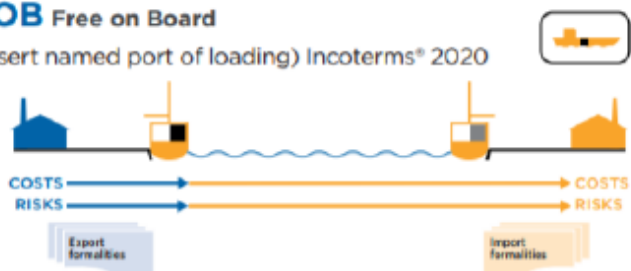 OB Free on Board
sert named port of loading) Incoterms® 2020
COSTS COSTS
RISKS RISKS
Export
formalities
Import
formalities